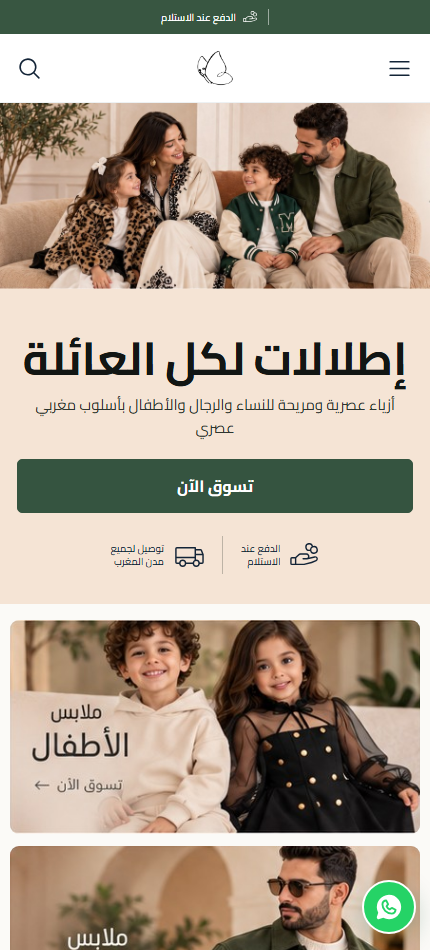 الدفع عند الاستلام
إطلالات لكل العائلة
أزياء عصرية ومريحة للنساء والرجال والأطفال بأسلوب مغربي
عصري
تسوق الآن
الدفع عند
الاستلام
توصيل لجميع
مدن المغرب
ملابس
الأطفال
تسوق الأن ←
ملابس